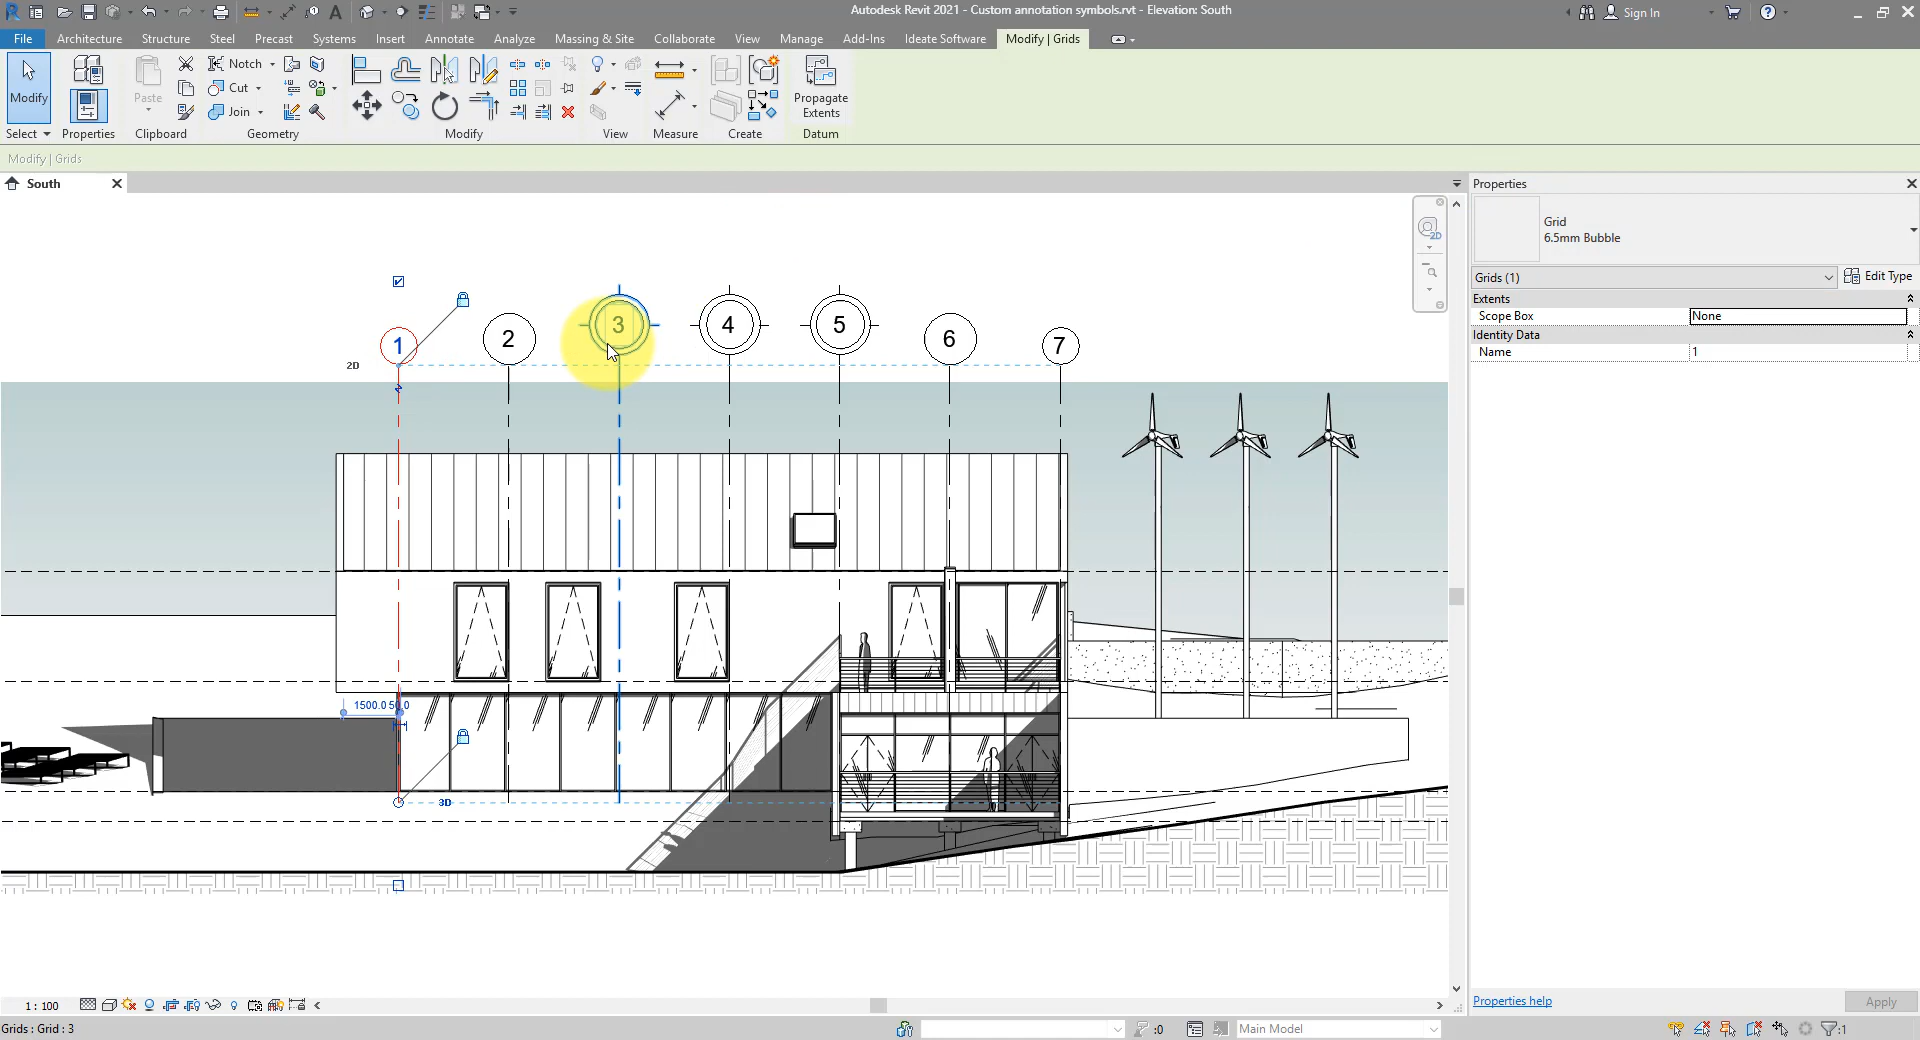 Autodesk Revit 2021 - Custom annotation symbols.rvt - Elevation: South
Sign In
File
Architecture
Structure
Steel
Precast
Systems
Insert
Annotate
Analyze
Massing & Site
Collaborate
View
Manage
Add-Ins
Ideate Software
Modify | Grids
Modify
Paste
Notch
Cut
Join
Propagate
Extents
Select
Properties
Clipboard
Geometry
Modify
View
Measure
Create
Datum
Modify | Grids
South
Properties
Grid
6.5mm Bubble
Grids (1)
Edit Type
Extents
Scope Box
None
Identity Data
Name
1
2D
2D
1
2
3
4
5
6
7
1500.0
50.0
3D
1 : 100
Properties help
Apply
Grids : Grid : 3
:0
Main Model
:1